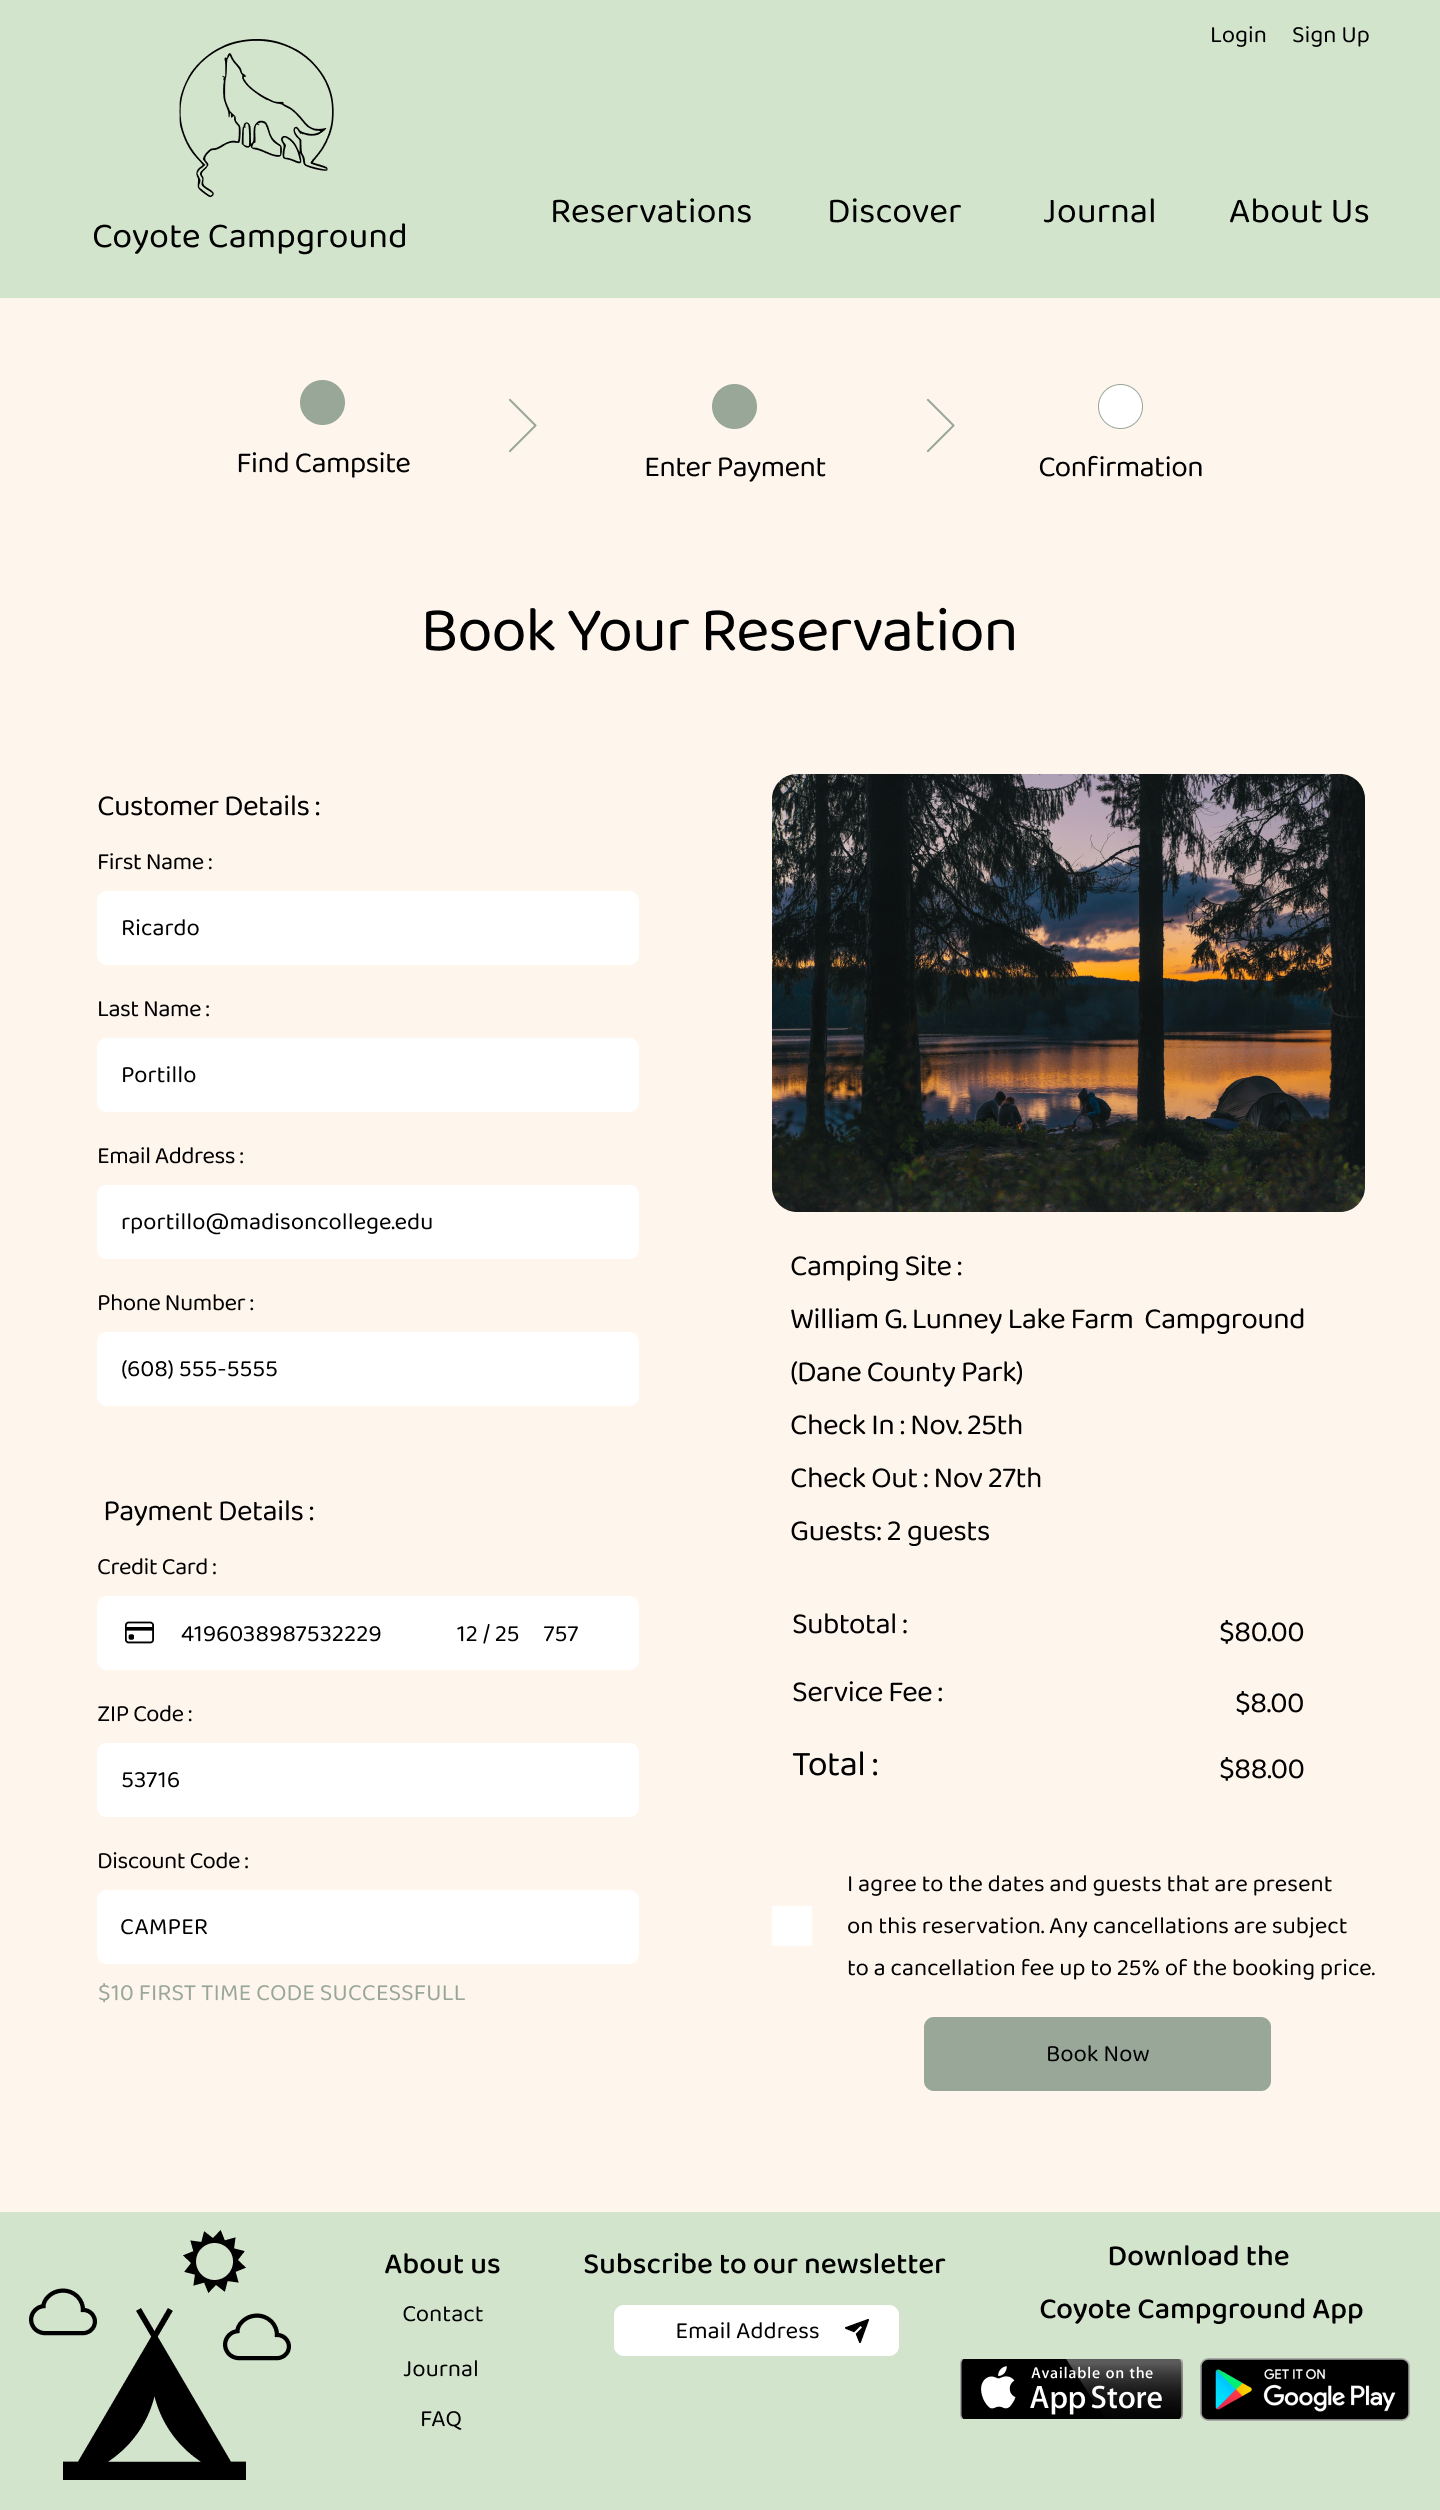 Login Sign Up
Coyote Campground
Reservations Discover Journal About Us
Find Campsite
Enter Payment
Confirmation
Book Your Reservation
Customer Details :
First Name :
Ricardo
Last Name :
Portillo
Email Address :
rportillo@madisoncollege.edu
Phone Number :
(608) 555-5555
Payment Details :
Credit Card :
4196038987532229 12 / 25 757
ZIP Code :
53716
Discount Code :
CAMPER
$10 FIRST TIME CODE SUCCESSFULL
Camping Site :
William G. Lunney Lake Farm Campground
(Dane County Park)
Check In : Nov. 25th
Check Out : Nov 27th
Guests: 2 guests
Subtotal : $80.00
Service Fee : $8.00
Total : $88.00
I agree to the dates and guests that are present
on this reservation. Any cancellations are subject
to a cancellation fee up to 25% of the booking price.
Book Now
About us
Contact
Journal
FAQ
Subscribe to our newsletter
Email Address
Download the
Coyote Campground App
Available on the
App Store
GET IT ON
Google Play